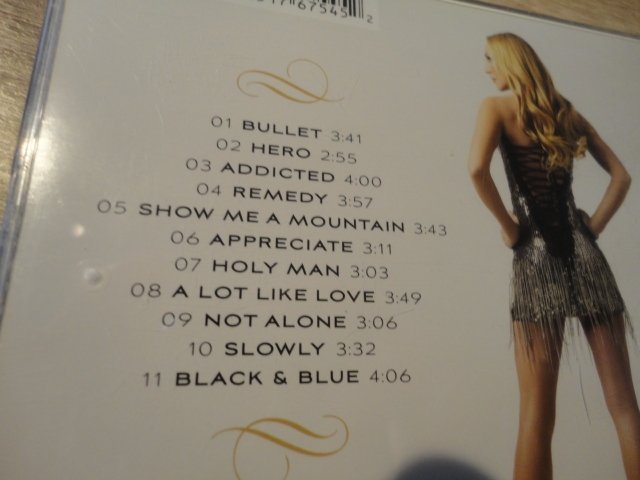 67545 2
01 BULLET 3:41
02 HERO 2:55
03 ADDICTED 4:00
04 REMEDY 3:57
05 SHOW ME A MOUNTAIN 3:43
06 APPRECIATE 3:11
07 HOLY MAN 3:03
08 A LOT LIKE LOVE 3:49
09 NOT ALONE 3:06
10 SLOWLY 3:32
11 BLACK & BLUE 4:06